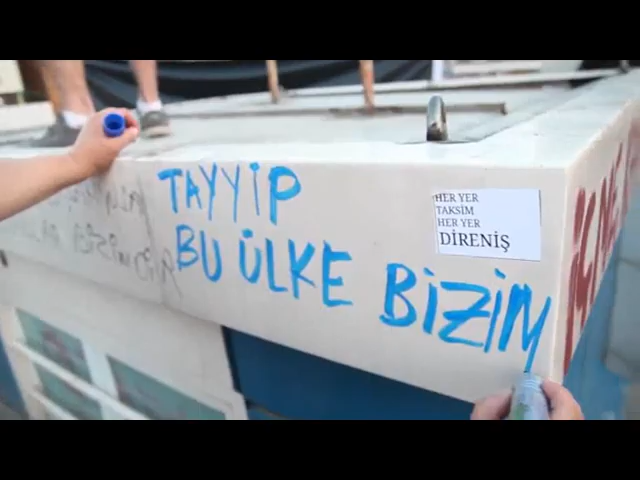 TAYYİP
BU ÜLKE BİZİM
HER YER
TAKSİM
HER YER
DİRENİŞ